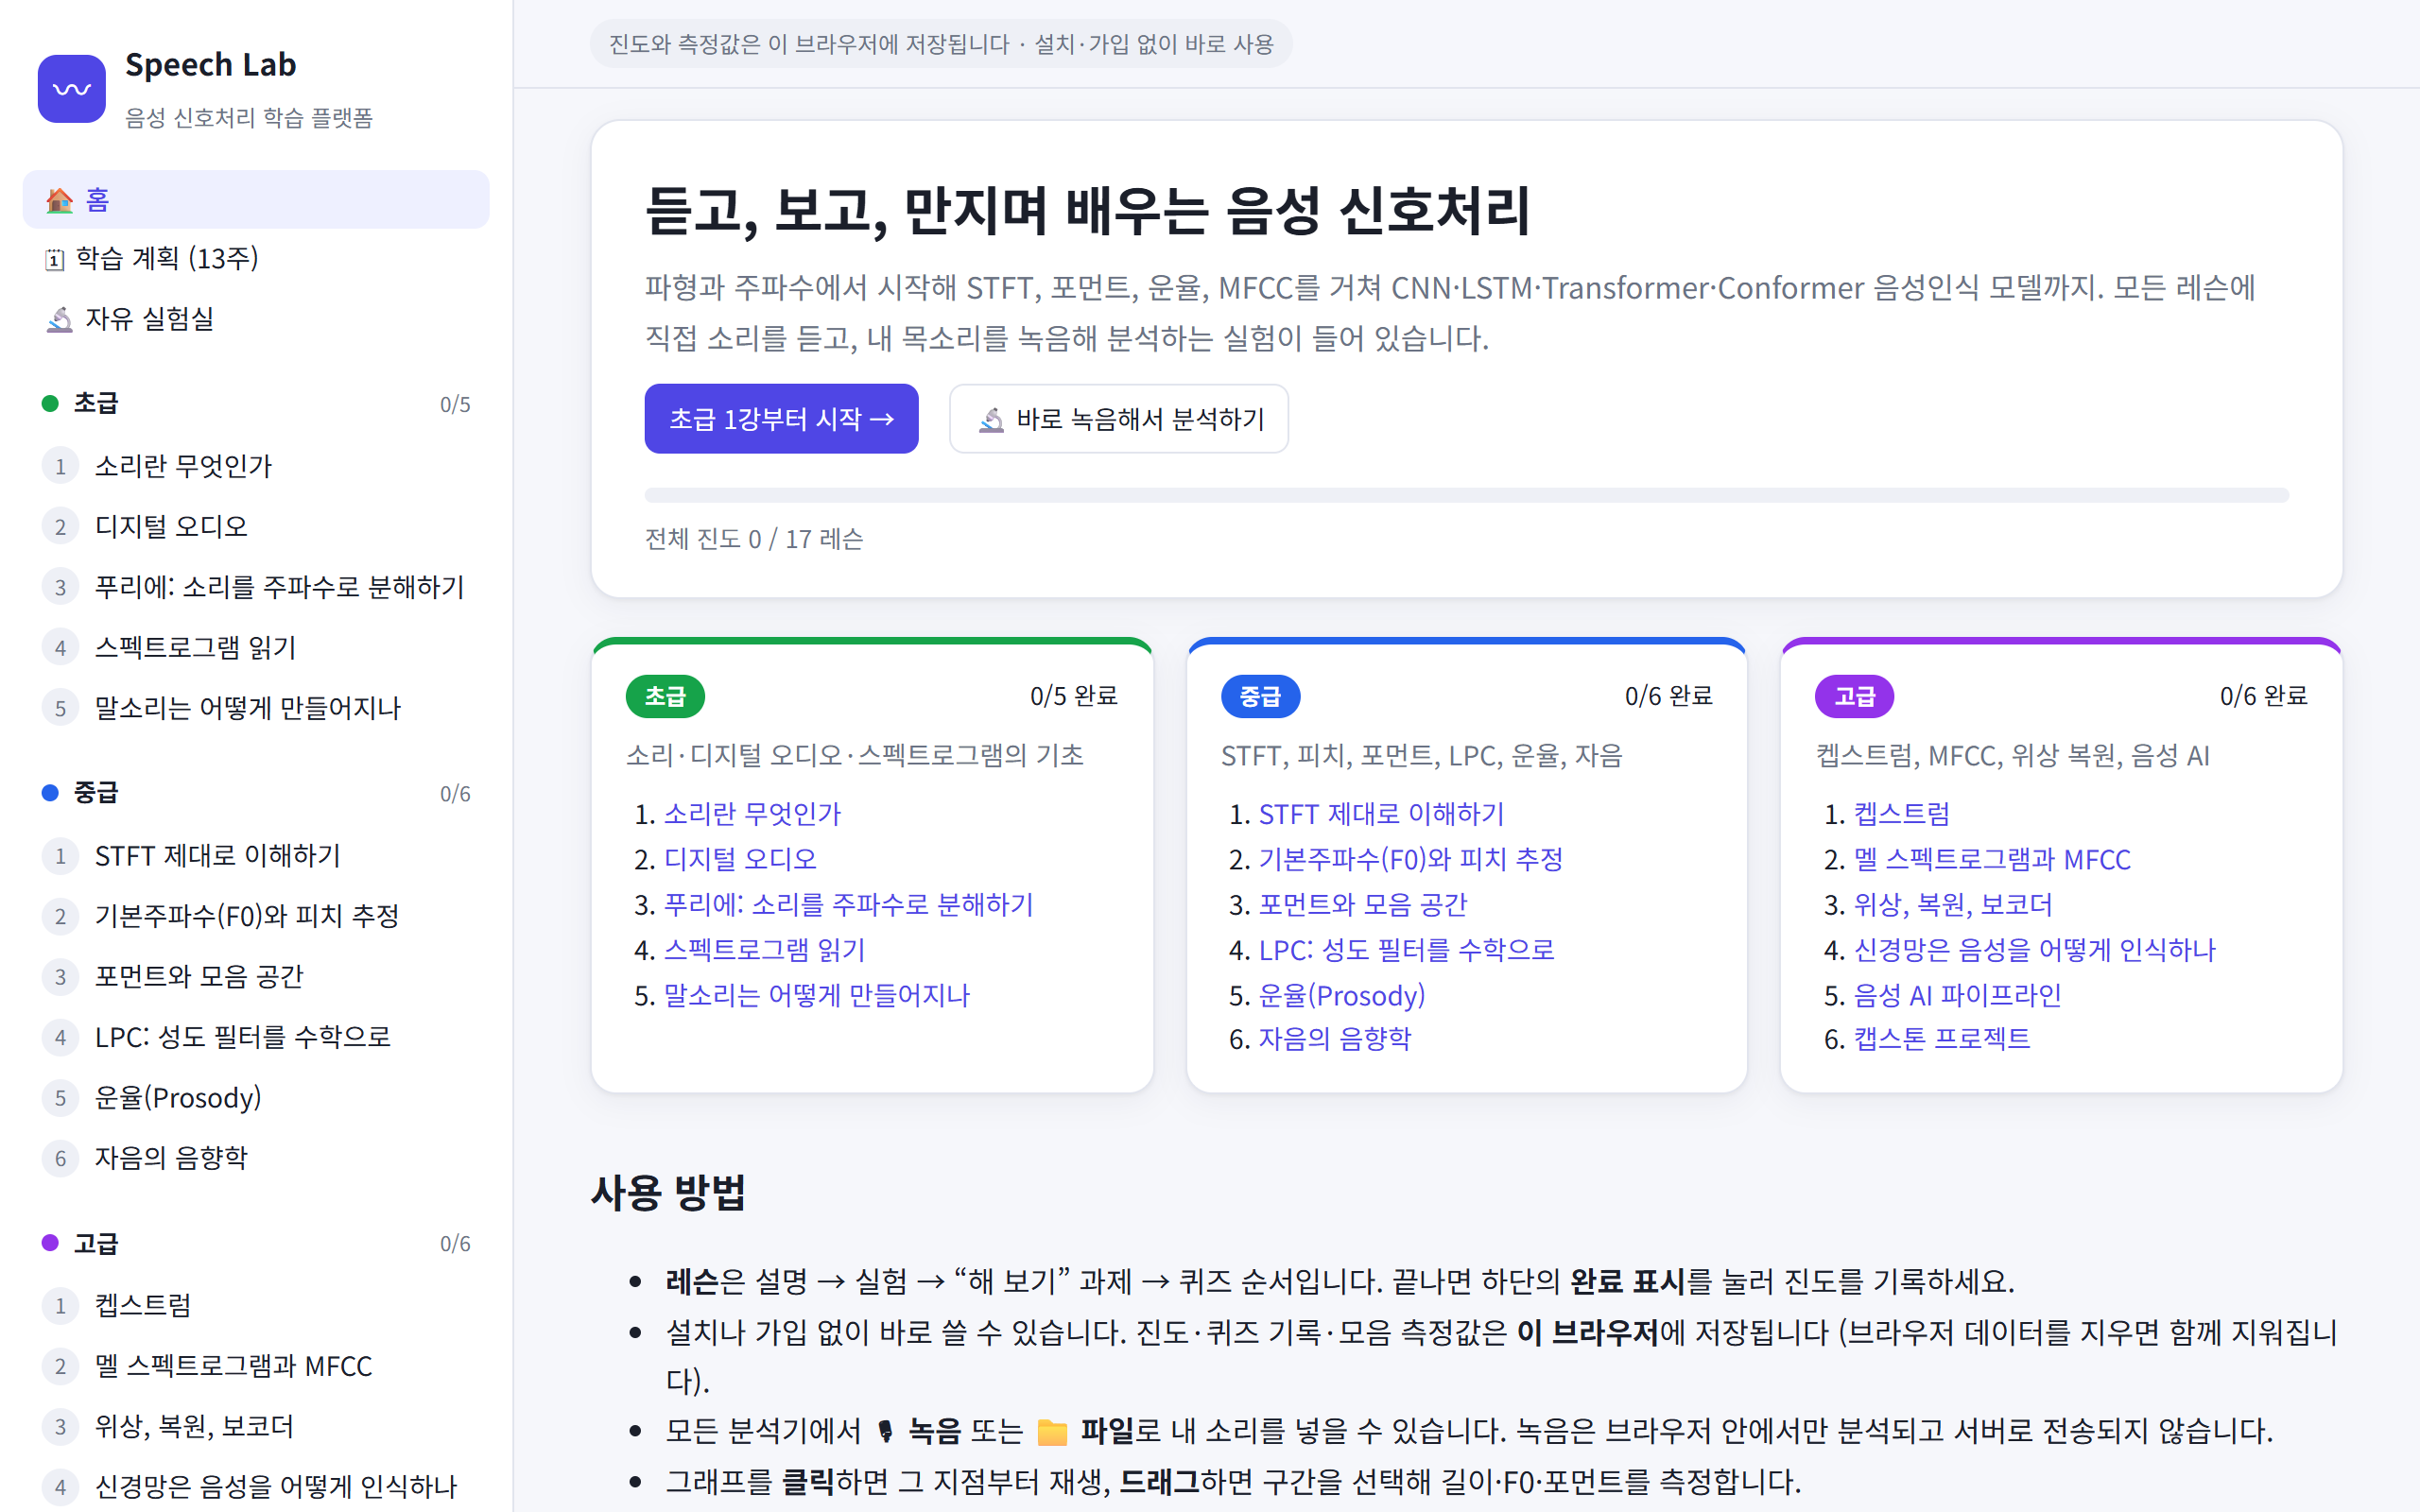 Speech Lab
음성 신호처리 학습 플랫폼
홈
학습 계획 (13주)
자유 실험실
초급 0/5
1 소리란 무엇인가
2 디지털 오디오
3 푸리에: 소리를 주파수로 분해하기
4 스펙트로그램 읽기
5 말소리는 어떻게 만들어지나
중급 0/6
1 STFT 제대로 이해하기
2 기본주파수(F0)와 피치 추정
3 포먼트와 모음 공간
4 LPC: 성도 필터를 수학으로
5 운율(Prosody)
6 자음의 음향학
고급 0/6
1 켑스트럼
2 멜 스펙트로그램과 MFCC
3 위상, 복원, 보코더
4 신경망은 음성을 어떻게 인식하나
진도와 측정값은 이 브라우저에 저장됩니다 · 설치·가입 없이 바로 사용
듣고, 보고, 만지며 배우는 음성 신호처리
파형과 주파수에서 시작해 STFT, 포먼트, 운율, MFCC를 거쳐 CNN·LSTM·Transformer·Conformer 음성인식 모델까지. 모든 레슨에
직접 소리를 듣고, 내 목소리를 녹음해 분석하는 실험이 들어 있습니다.
초급 1강부터 시작 →
바로 녹음해서 분석하기
전체 진도 0 / 17 레슨
초급 0/5 완료
소리·디지털 오디오·스펙트로그램의 기초
1. 소리란 무엇인가
2. 디지털 오디오
3. 푸리에: 소리를 주파수로 분해하기
4. 스펙트로그램 읽기
5. 말소리는 어떻게 만들어지나
중급 0/6 완료
STFT, 피치, 포먼트, LPC, 운율, 자음
1. STFT 제대로 이해하기
2. 기본주파수(F0)와 피치 추정
3. 포먼트와 모음 공간
4. LPC: 성도 필터를 수학으로
5. 운율(Prosody)
6. 자음의 음향학
고급 0/6 완료
켑스트럼, MFCC, 위상 복원, 음성 AI
1. 켑스트럼
2. 멜 스펙트로그램과 MFCC
3. 위상, 복원, 보코더
4. 신경망은 음성을 어떻게 인식하나
5. 음성 AI 파이프라인
6. 캡스톤 프로젝트
사용 방법
레슨은 설명 → 실험 → “해 보기” 과제 → 퀴즈 순서입니다. 끝나면 하단의 완료 표시를 눌러 진도를 기록하세요.
설치나 가입 없이 바로 쓸 수 있습니다. 진도·퀴즈 기록·모음 측정값은 이 브라우저에 저장됩니다 (브라우저 데이터를 지우면 함께 지워집니
다).
모든 분석기에서 🎙 녹음 또는 📁 파일로 내 소리를 넣을 수 있습니다. 녹음은 브라우저 안에서만 분석되고 서버로 전송되지 않습니다.
그래프를 클릭하면 그 지점부터 재생, 드래그하면 구간을 선택해 길이·F0·포먼트를 측정합니다.